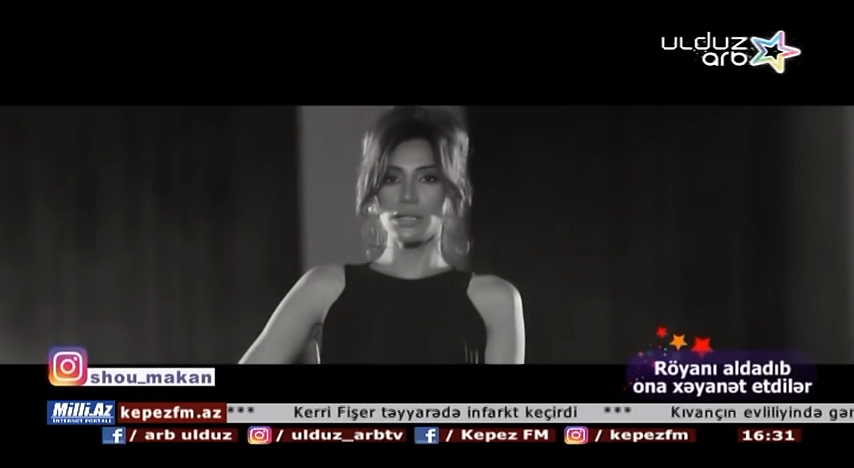 ulduz
arb
shou_makan
Röyanı aldadıb
ona xəyanət etdilər
Milli.Az
INTERNET PORTALI
kepezfm.az
*** Kerri Fişer təyyarədə infarkt keçirdi *** Kıvançın evliliyində gər
/ arb ulduz / ulduz_arbtv / Kepez FM / kepezfm 16:31